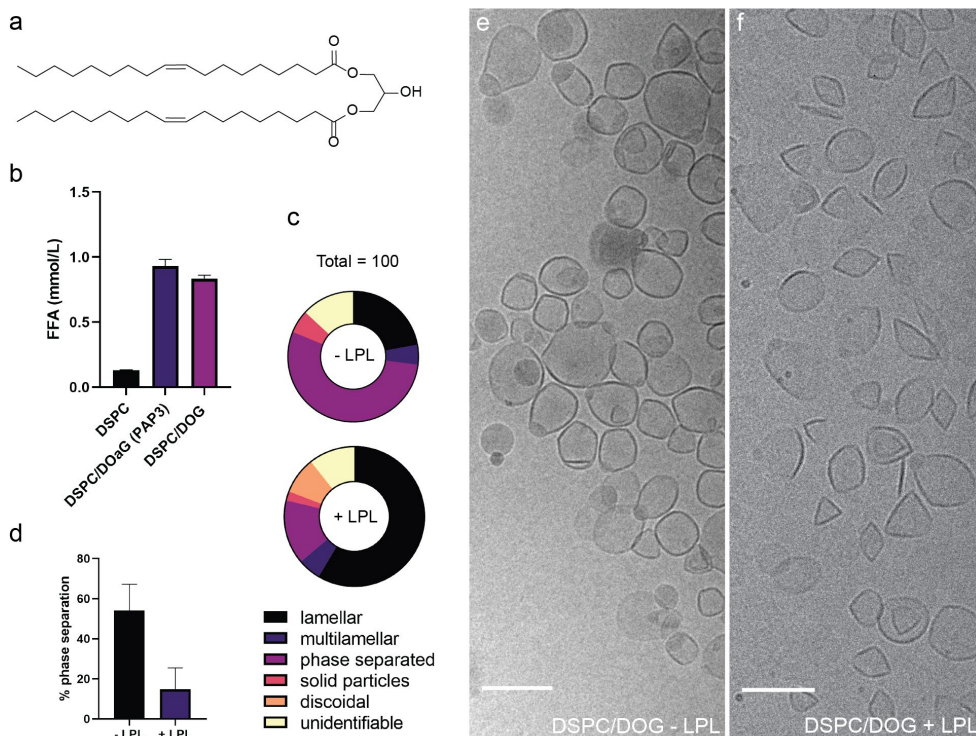 a
O
O
OH
O
O
b
1.5
1.0
0.5
0.0
FFA (mmol/L)
DSPC
DSPC/DOaG (PAP3)
DSPC/DOG
c
Total = 100
- LPL
+ LPL
d
80
60
40
20
0
% phase separation
- LPL + LPL
lamellar
multilamellar
phase separated
solid particles
discoidal
unidentifiable
e
DSPC/DOG - LPL
f
DSPC/DOG + LPL